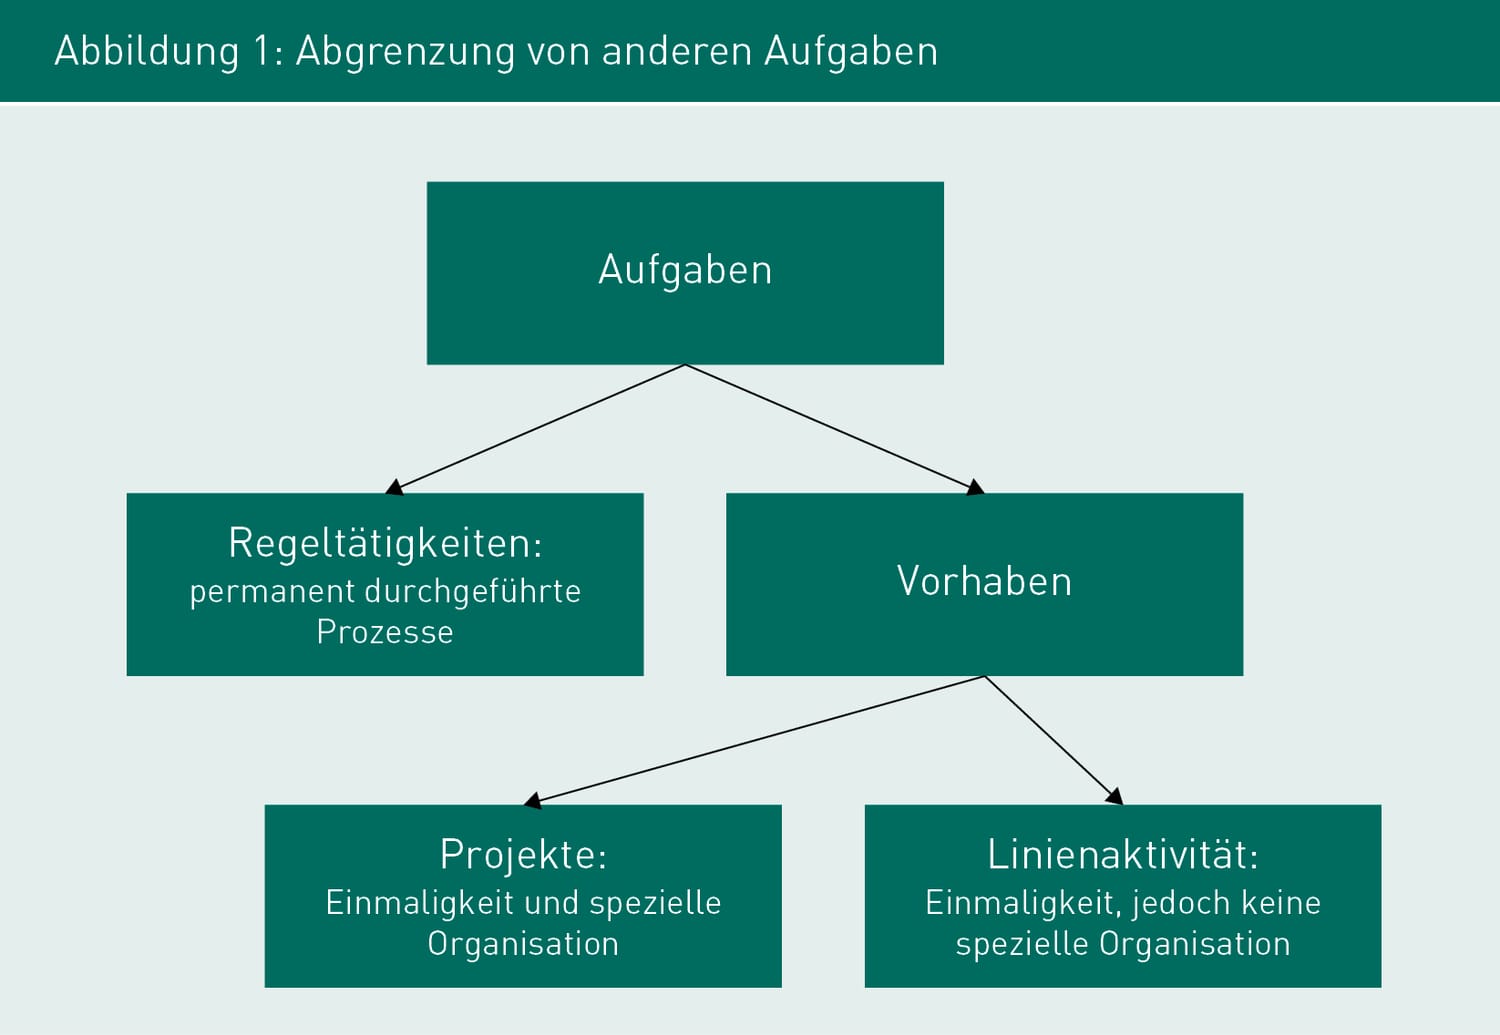 Abbildung 1: Abgrenzung von anderen Aufgaben
Aufgaben
Regeltätigkeiten:
permanent durchgeführte
Prozesse
Vorhaben
Projekte:
Einmaligkeit und spezielle
Organisation
Linienaktivität:
Einmaligkeit, jedoch keine
spezielle Organisation